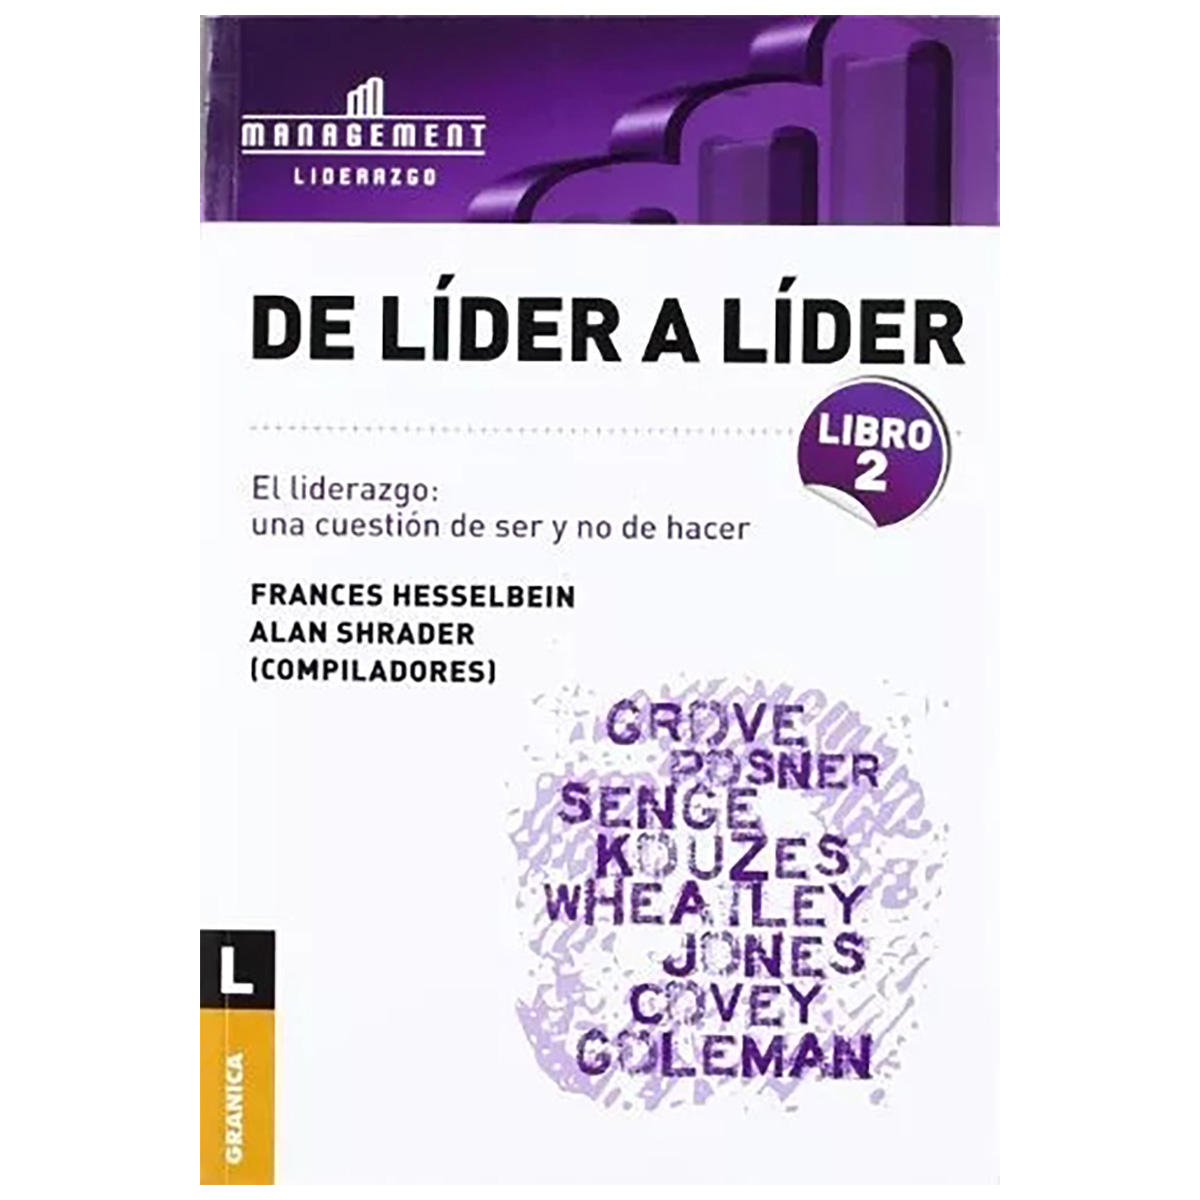 MANAGEMENT
LIDERAZGO
DE LÍDER A LÍDER
LIBRO
2
El liderazgo:
una cuestión de ser y no de hacer
FRANCES HESSELBEIN
ALAN SHRADER
(COMPILADORES)
GROVE
POSNER
SENGE
KOUZES
WHEATLEY
JONES
COVEY
GOLEMAN
L
GRANICA